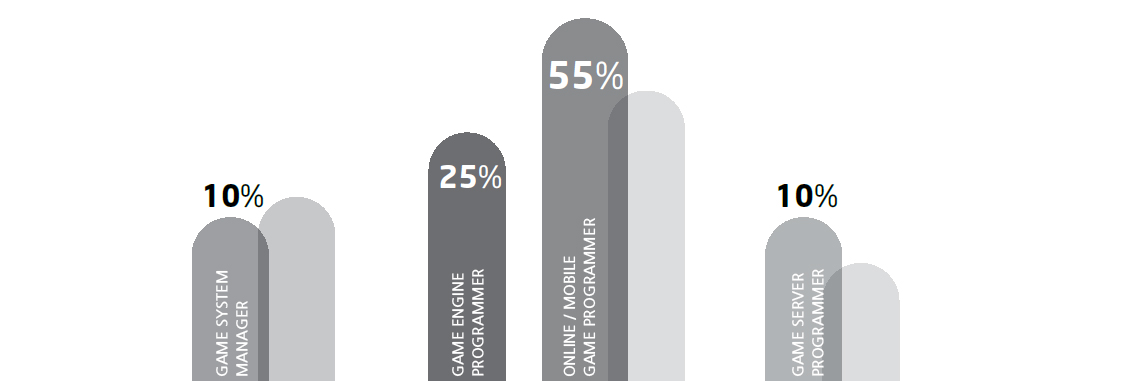 10%
GAME SYSTEM
MANAGER
25%
GAME ENGINE
PROGRAMMER
55%
ONLINE / MOBILE
GAME PROGRAMMER
10%
GAME SERVER
PROGRAMMER